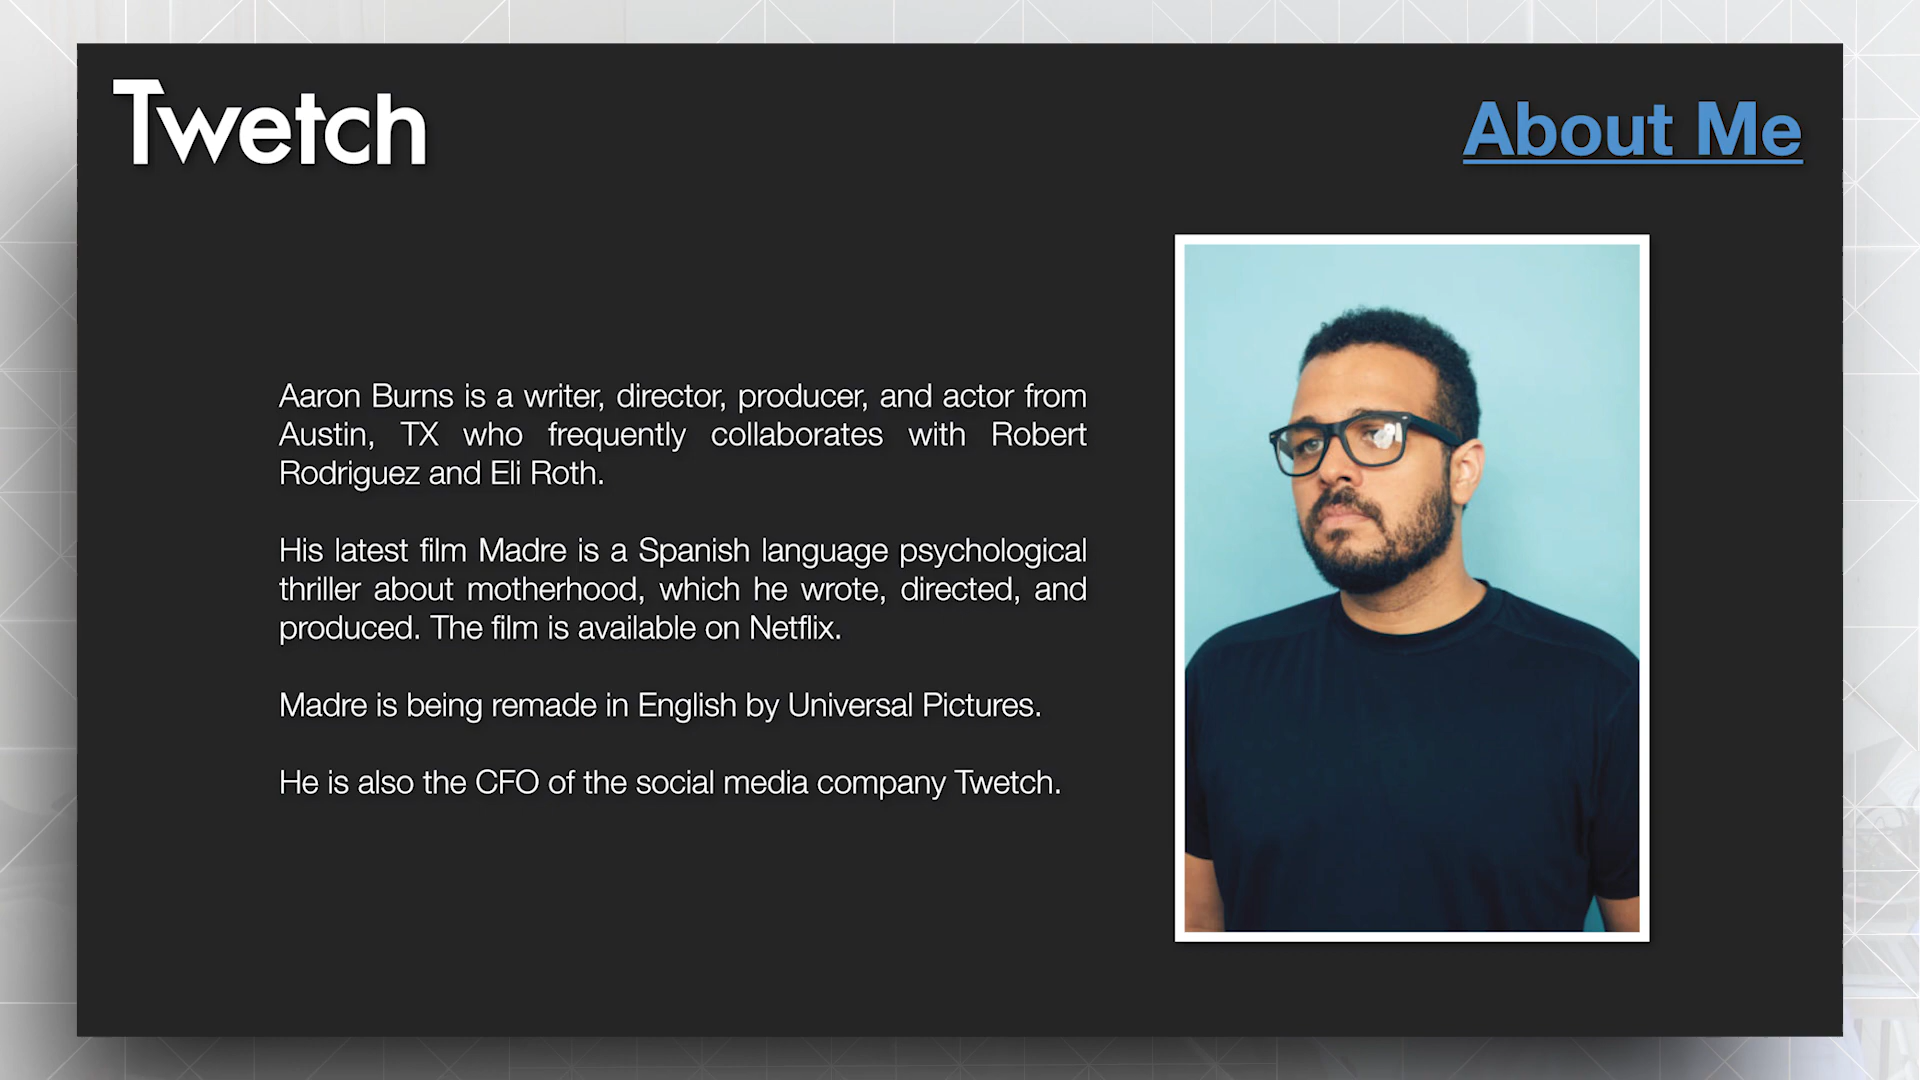 Twetch
About Me
Aaron Burns is a writer, director, producer, and actor from
Austin, TX who frequently collaborates with Robert
Rodriguez and Eli Roth.
His latest film Madre is a Spanish language psychological
thriller about motherhood, which he wrote, directed, and
produced. The film is available on Netflix.
Madre is being remade in English by Universal Pictures.
He is also the CFO of the social media company Twetch.